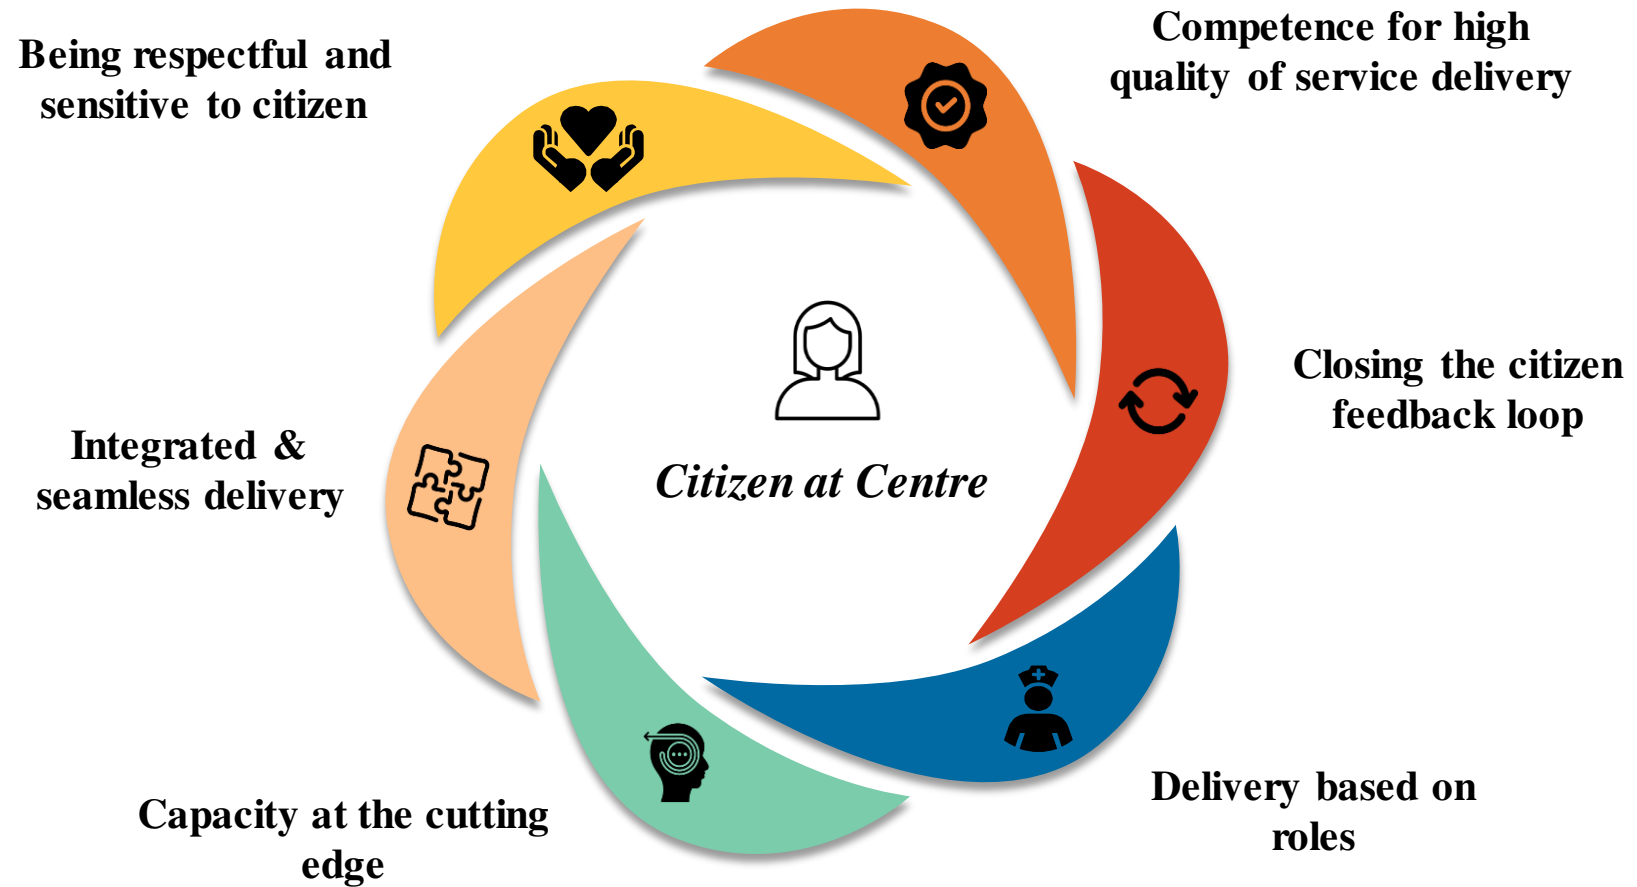 Being respectful and
sensitive to citizen
Competence for high
quality of service delivery
Closing the citizen
feedback loop
Integrated &
seamless delivery
Citizen at Centre
Delivery based on
roles
Capacity at the cutting
edge